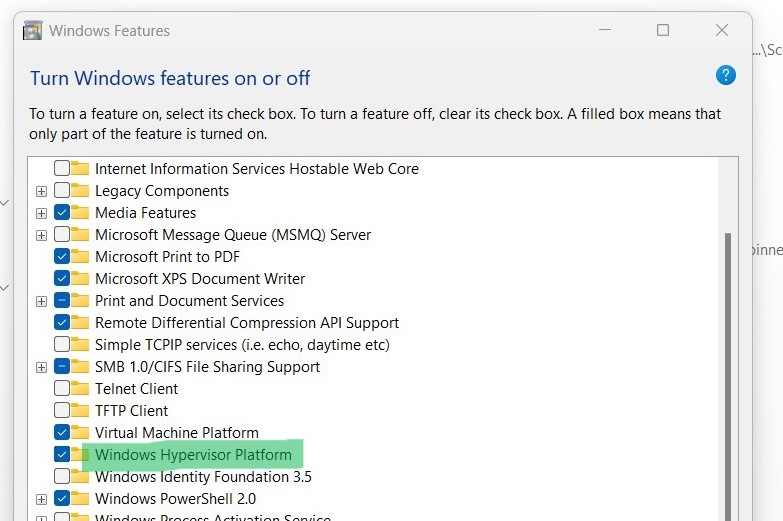 Windows Features
...\Sc
Turn Windows features on or off
?
To turn a feature on, select its check box. To turn a feature off, clear its check box. A filled box means that
only part of the feature is turned on.
Internet Information Services Hostable Web Core
Legacy Components
Media Features
Microsoft Message Queue (MSMQ) Server
pinne
Microsoft Print to PDF
Microsoft XPS Document Writer
Print and Document Services
Remote Differential Compression API Support
Simple TCPIP services (i.e. echo, daytime etc)
SMB 1.0/CIFS File Sharing Support
Telnet Client
TFTP Client
Virtual Machine Platform
Windows Hypervisor Platform
Windows Identity Foundation 3.5
Windows PowerShell 2.0
Windows Process Activation Service